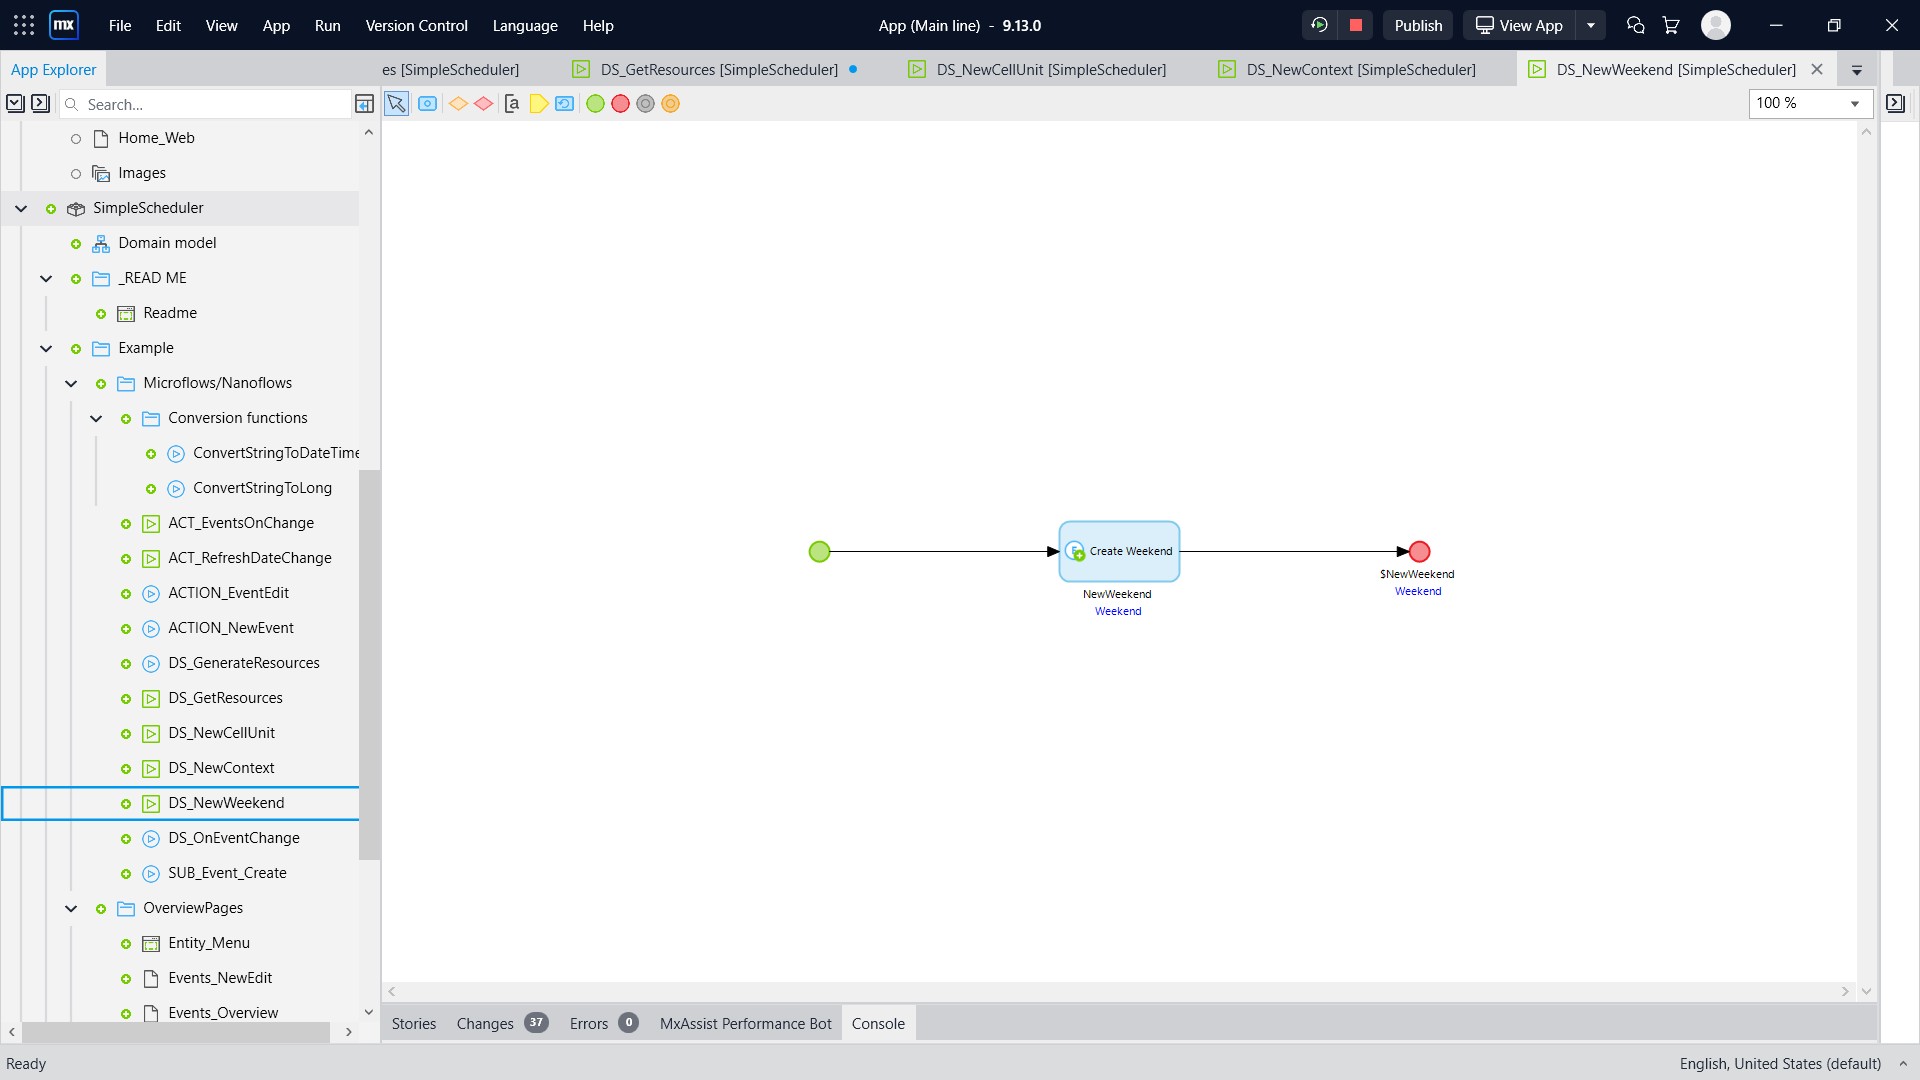 mx File Edit View App Run Version Control Language Help App (Main line) - 9.13.0 Publish View App
App Explorer es [SimpleScheduler] DS_GetResources [SimpleScheduler] DS_NewCellUnit [SimpleScheduler] DS_NewContext [SimpleScheduler] DS_NewWeekend [SimpleScheduler]
Search... 100 %
Home_Web
Images
SimpleScheduler
Domain model
_READ ME
Readme
Example
Microflows/Nanoflows
Conversion functions
ConvertStringToDateTime
ConvertStringToLong
ACT_EventsOnChange
ACT_RefreshDateChange
ACTION_EventEdit
ACTION_NewEvent
DS_GenerateResources
DS_GetResources
DS_NewCellUnit
DS_NewContext
DS_NewWeekend
DS_OnEventChange
SUB_Event_Create
OverviewPages
Entity_Menu
Events_NewEdit
Events_Overview
Create Weekend
NewWeekend
Weekend
$NewWeekend
Weekend
Stories Changes 37 Errors 0 MxAssist Performance Bot Console
Ready English, United States (default)